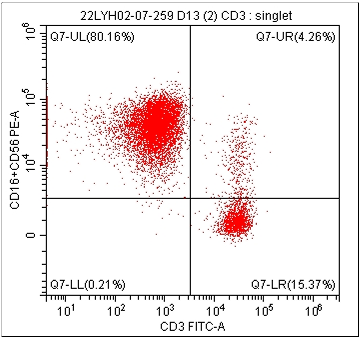 22LYH02-07-259 D13 (2) CD3 : singlet
Q7-UL(80.16%) Q7-UR(4.26%)
10^6
10^5
10^4
0
CD16+CD56 PE-A
Q7-LL(0.21%) Q7-LR(15.37%)
10^1 10^2 10^3 10^4 10^5 10^6
CD3 FITC-A